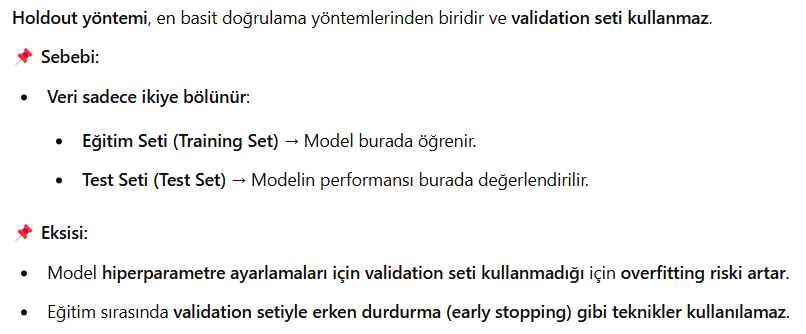 Holdout yöntemi, en basit doğrulama yöntemlerinden biridir ve validation seti kullanmaz.
📌 Sebebi:
• Veri sadece ikiye bölünür:
• Eğitim Seti (Training Set) → Model burada öğrenir.
• Test Seti (Test Set) → Modelin performansı burada değerlendirilir.
📌 Eksisi:
• Model hiperparametre ayarlamaları için validation seti kullanmadığı için overfitting riski artar.
• Eğitim sırasında validation setiyle erken durdurma (early stopping) gibi teknikler kullanılamaz.